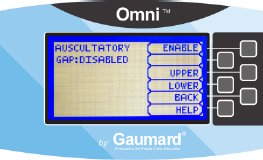 Omni™
AUSCULTATORY ENABLE
GAP:DISABLED
UPPER
LOWER
BACK
HELP
by Gaumard®